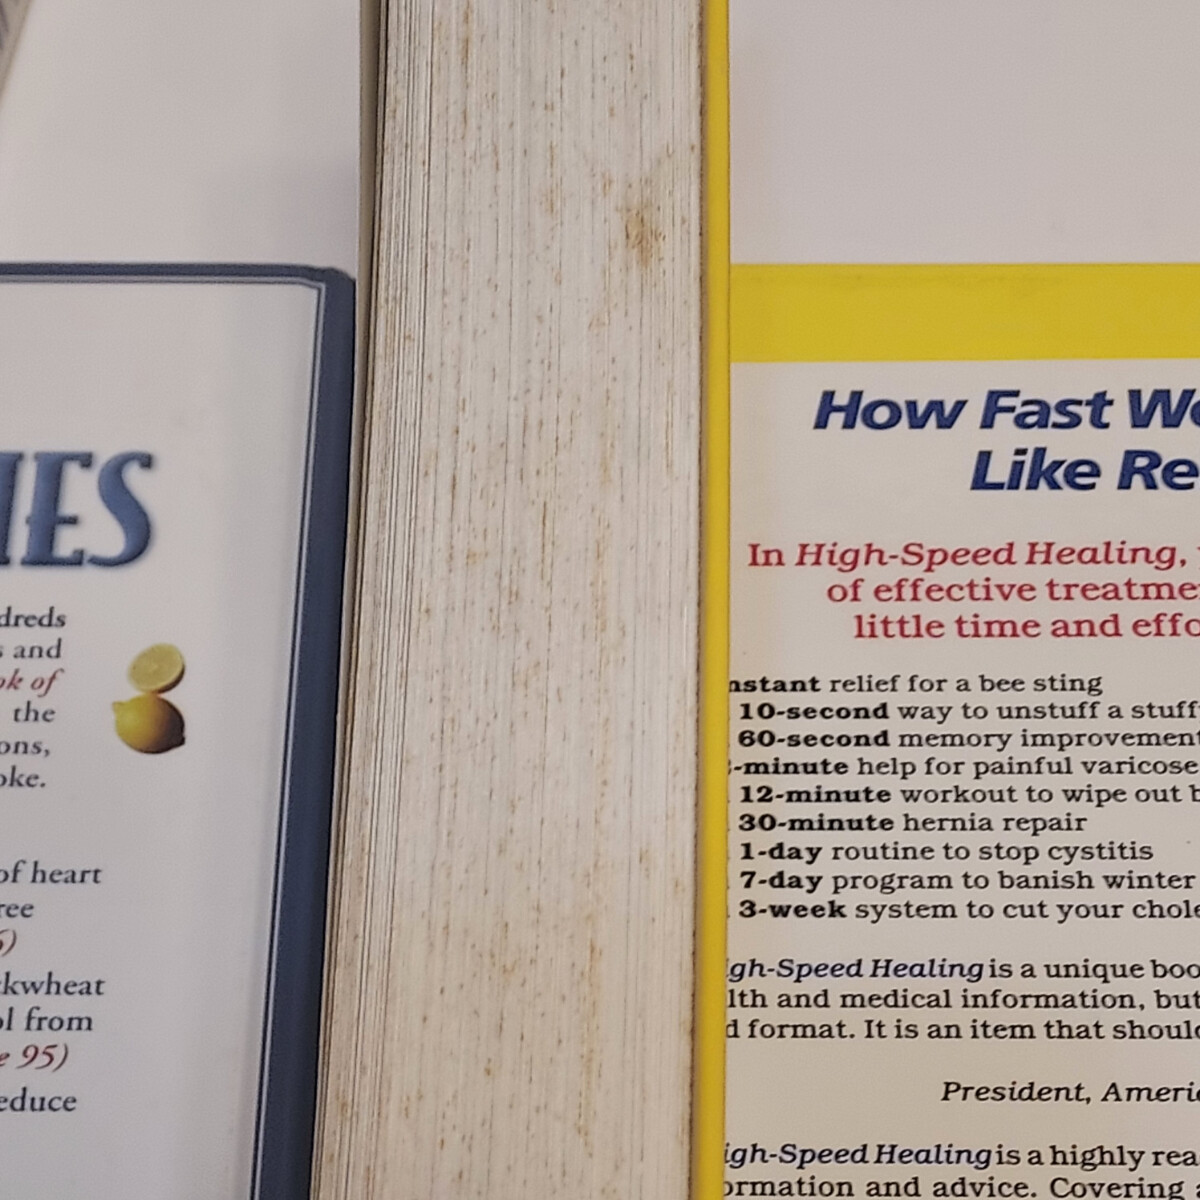 IES
dreds
and
ok of
the
ons,
oke.
of heart
ree
6)
ckwheat
ol from
e 95)
educe
How Fast We
Like Re
In High-Speed Healing,
of effective treatme
little time and effo
nstant relief for a bee sting
10-second way to unstuff a stuff
60-second memory improvement
-minute help for painful varicose
12-minute workout to wipe out b
30-minute hernia repair
1-day routine to stop cystitis
7-day program to banish winter
3-week system to cut your chole
gh-Speed Healing is a unique boo
lth and medical information, but
d format. It is an item that should
President, Americ
igh-Speed Healing is a highly rea
ormation and advice. Covering a